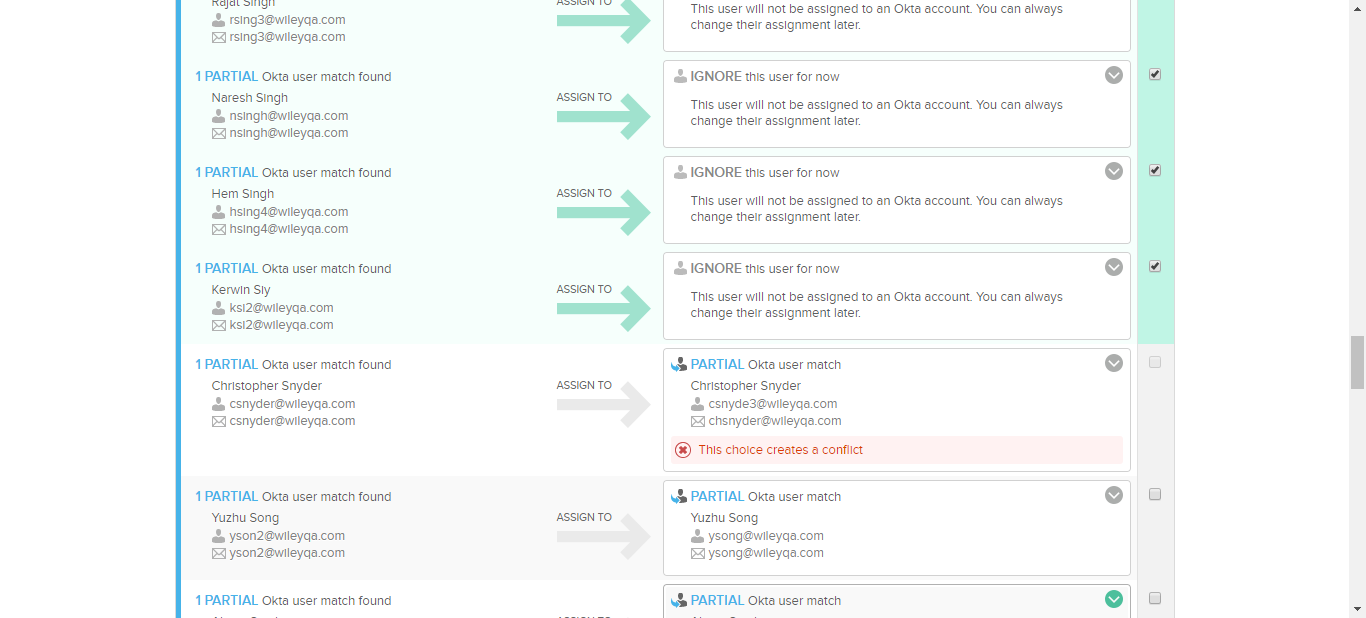 Rajat Singh
rsing3@wileyqa.com
rsing3@wileyqa.com
ASSIGN TO
This user will not be assigned to an Okta account. You can always
change their assignment later.
1 PARTIAL Okta user match found
Naresh Singh
nsingh@wileyqa.com
nsingh@wileyqa.com
ASSIGN TO
IGNORE this user for now
This user will not be assigned to an Okta account. You can always
change their assignment later.
1 PARTIAL Okta user match found
Hem Singh
hsing4@wileyqa.com
hsing4@wileyqa.com
ASSIGN TO
IGNORE this user for now
This user will not be assigned to an Okta account. You can always
change their assignment later.
1 PARTIAL Okta user match found
Kerwin Siy
ksi2@wileyqa.com
ksi2@wileyqa.com
ASSIGN TO
IGNORE this user for now
This user will not be assigned to an Okta account. You can always
change their assignment later.
1 PARTIAL Okta user match found
Christopher Snyder
csnyder@wileyqa.com
csnyder@wileyqa.com
ASSIGN TO
PARTIAL Okta user match
Christopher Snyder
csnyde3@wileyqa.com
chsnyder@wileyqa.com
This choice creates a conflict
1 PARTIAL Okta user match found
Yuzhu Song
yson2@wileyqa.com
yson2@wileyqa.com
ASSIGN TO
PARTIAL Okta user match
Yuzhu Song
ysong@wileyqa.com
ysong@wileyqa.com
1 PARTIAL Okta user match found
PARTIAL Okta user match